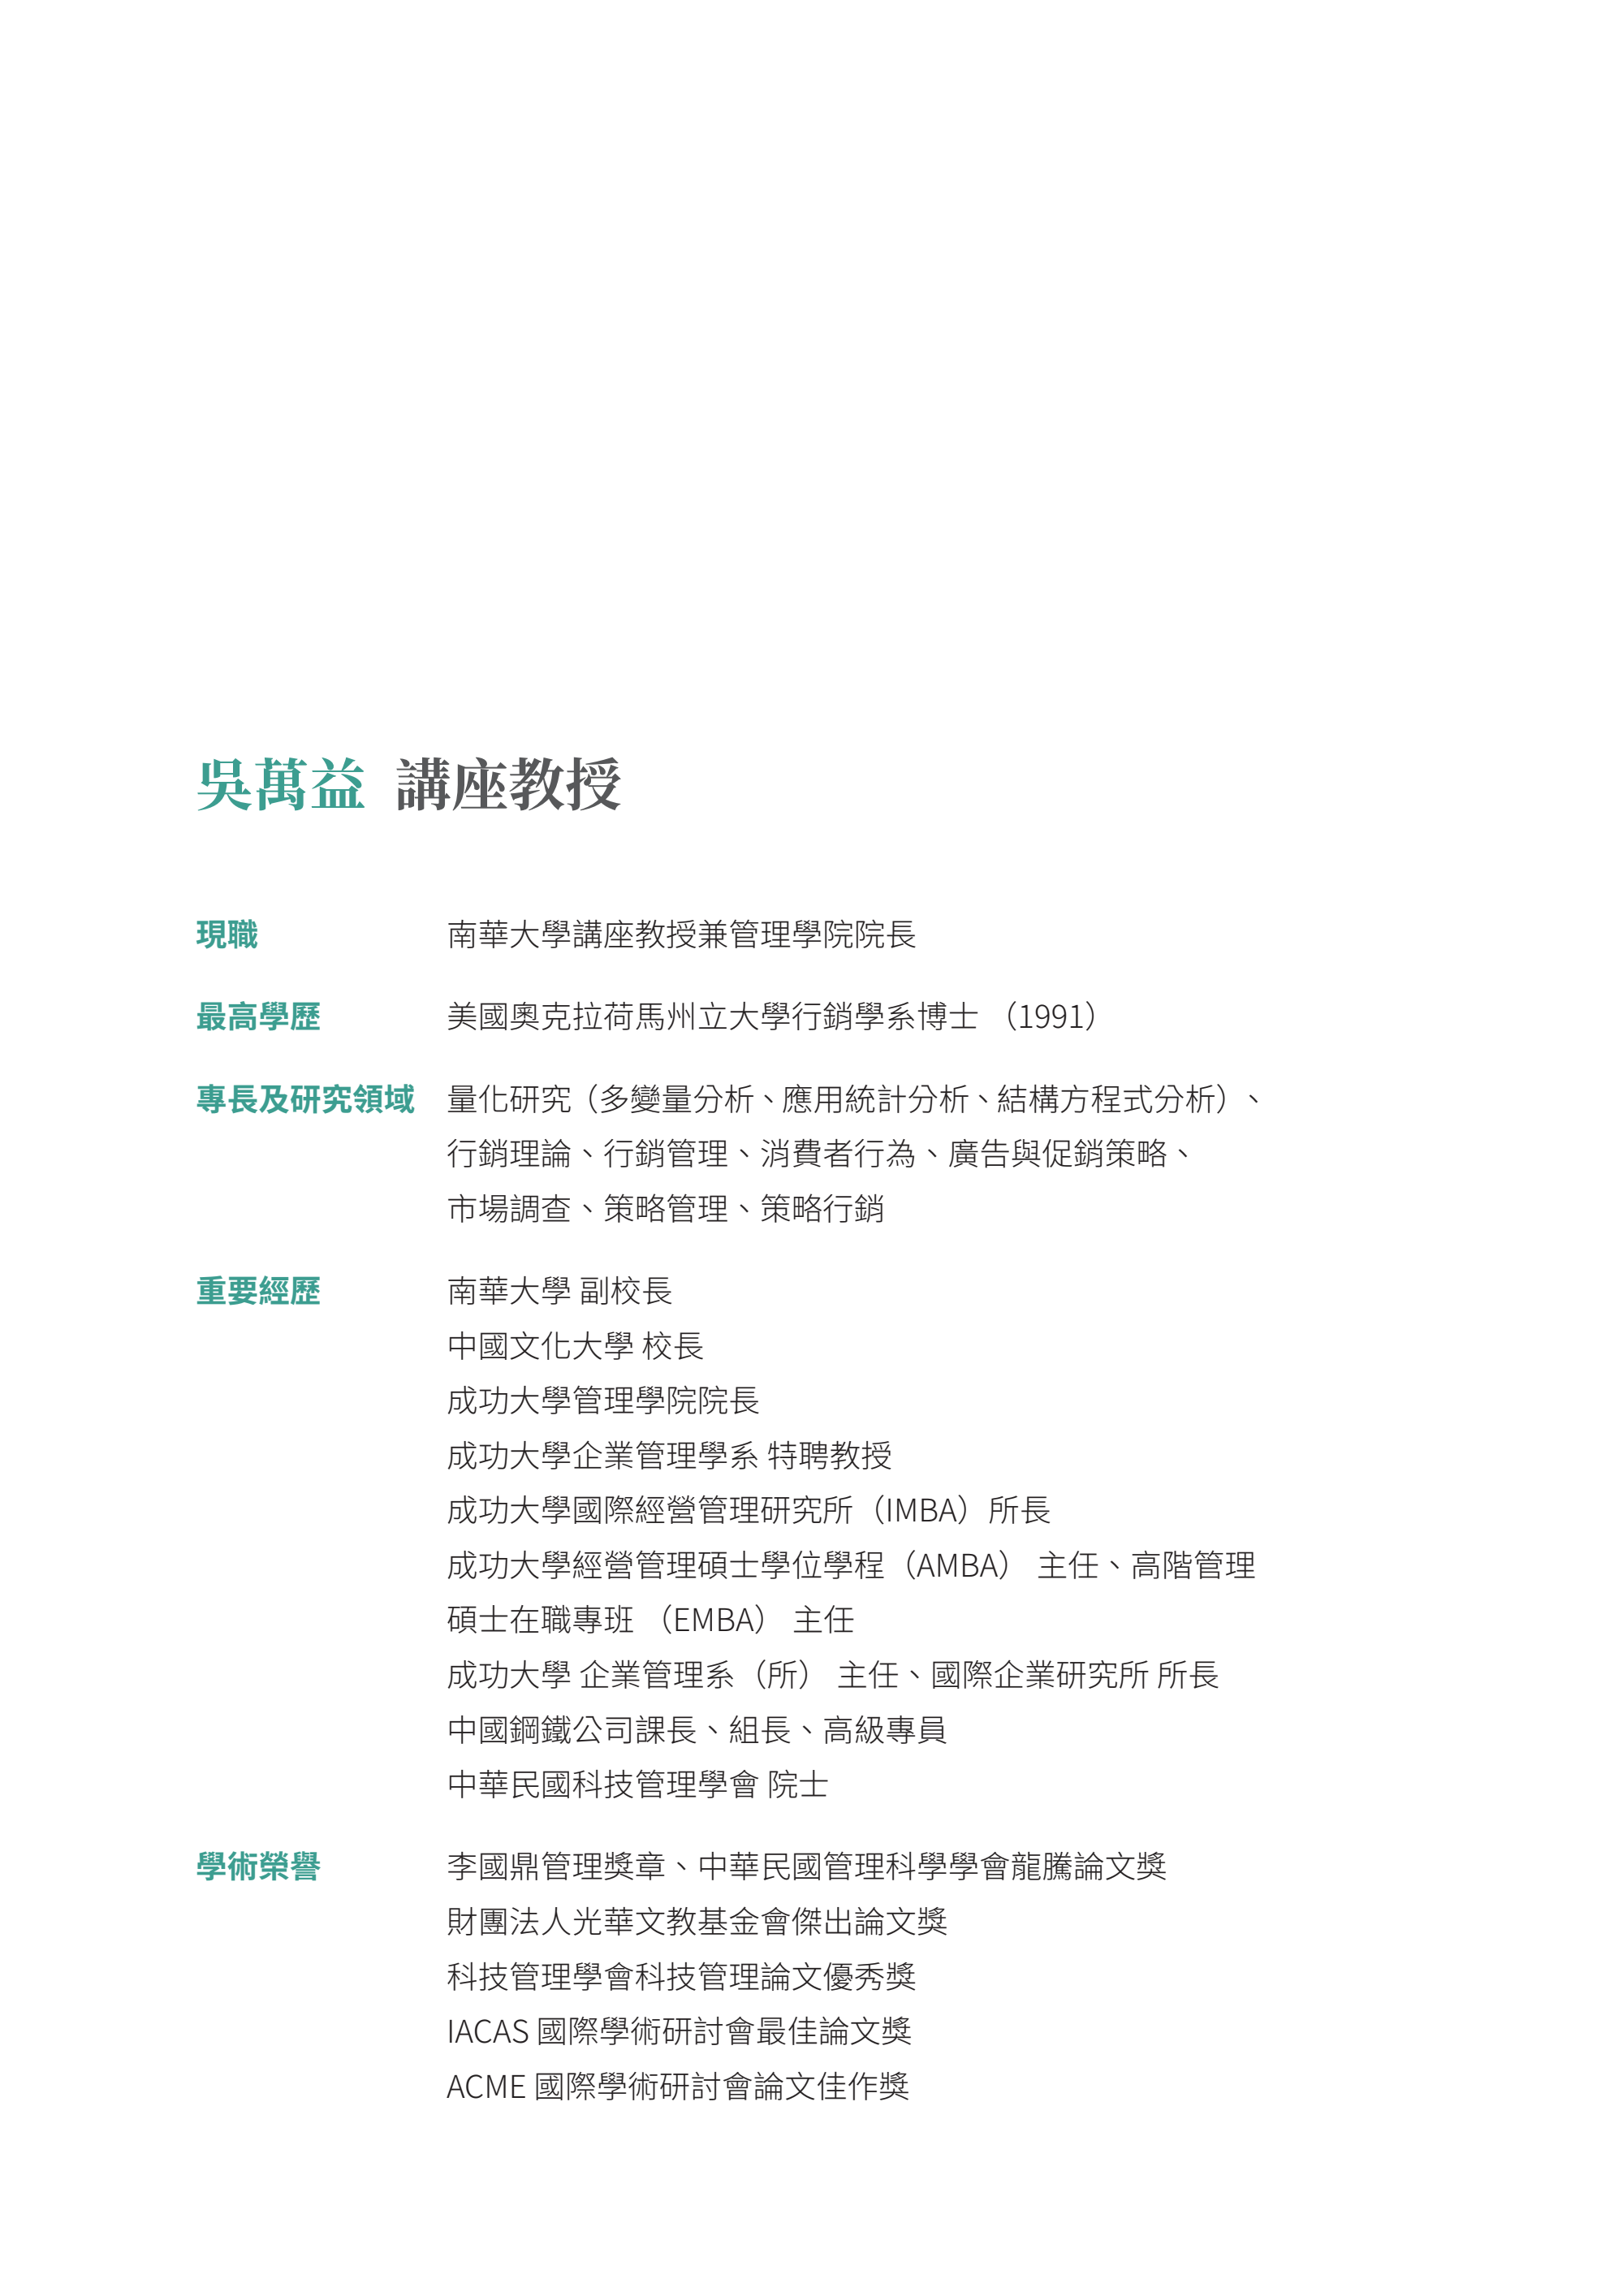 吳萬益 講座教授
現職 南華大學講座教授兼管理學院院長
最高學歷 美國奧克拉荷馬州立大學行銷學系博士 （1991）
專長及研究領域 量化研究（多變量分析、應用統計分析、結構方程式分析）、
行銷理論、行銷管理、消費者行為、廣告與促銷策略、
市場調查、策略管理、策略行銷
重要經歷 南華大學 副校長
中國文化大學 校長
成功大學管理學院院長
成功大學企業管理學系 特聘教授
成功大學國際經營管理研究所（IMBA）所長
成功大學經營管理碩士學位學程（AMBA） 主任、高階管理
碩士在職專班 （EMBA） 主任
成功大學 企業管理系（所） 主任、國際企業研究所 所長
中國鋼鐵公司課長、組長、高級專員
中華民國科技管理學會 院士
學術榮譽 李國鼎管理獎章、中華民國管理科學學會龍騰論文獎
財團法人光華文教基金會傑出論文獎
科技管理學會科技管理論文優秀獎
IACAS 國際學術研討會最佳論文獎
ACME 國際學術研討會論文佳作獎